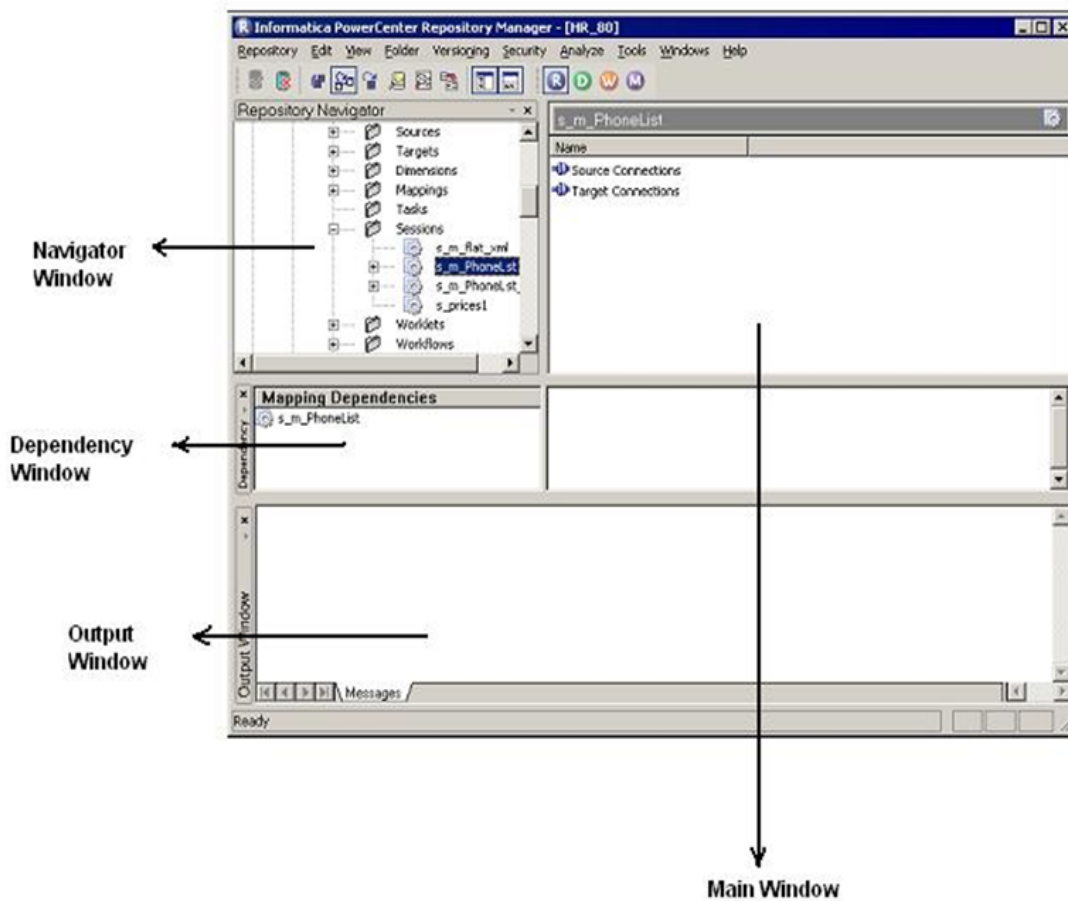 Informatica PowerCenter Repository Manager - [HR_80]
Repository Edit View Folder Versioning Security Analyze Tools Windows Help
R D W M
Repository Navigator
Sources
Targets
Dimensions
Mappings
Tasks
Sessions
s_m_flat_xml
s_m_PhoneLst
s_m_PhoneLst_
s_prices1
Worklets
Workflows
s_m_PhoneList
Name
Source Connections
Target Connections
Navigator
Window
Dependency
Mapping Dependencies
s_m_PhoneList
Dependency
Window
Output Window
Messages
Output
Window
Ready
Main Window